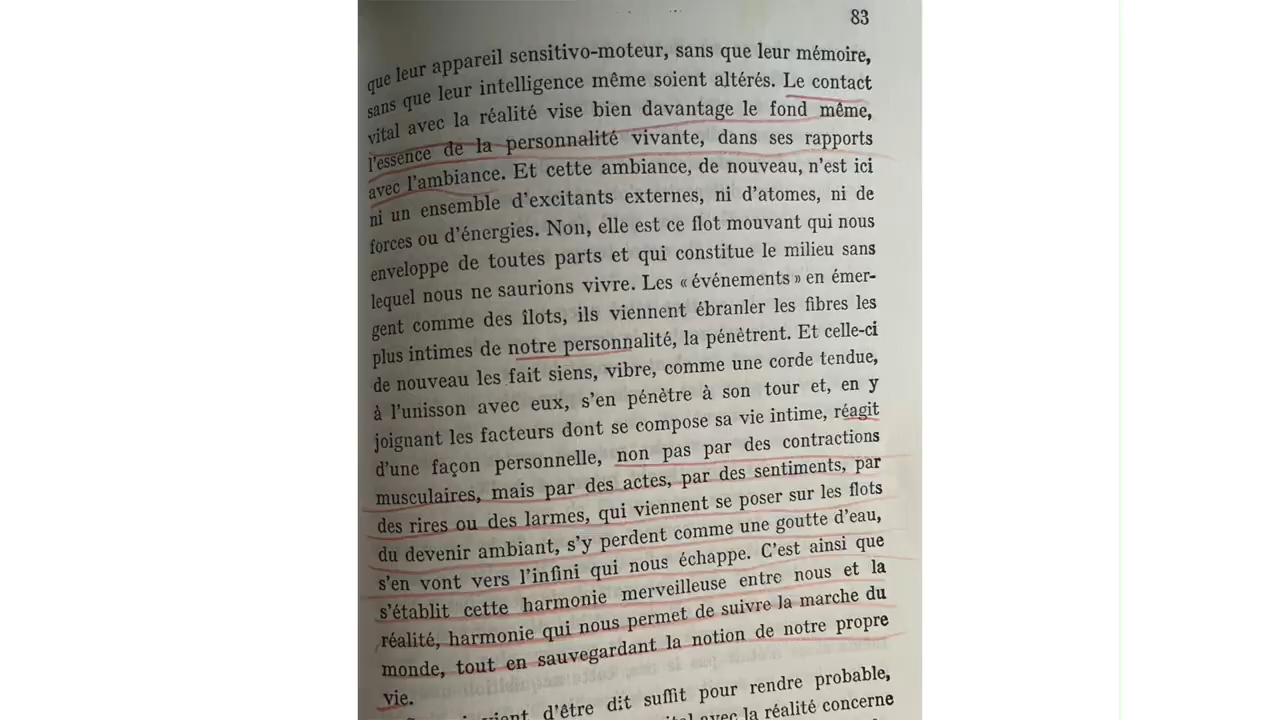 83
que leur appareil sensitivo-moteur, sans que leur mémoire,
sans que leur intelligence même soient altérés. Le contact
vital avec la réalité vise bien davantage le fond même,
l'essence de la personnalité vivante, dans ses rapports
avec l'ambiance. Et cette ambiance, de nouveau, n'est ici
ni un ensemble d'excitants externes, ni d'atomes, ni de
forces ou d'énergies. Non, elle est ce flot mouvant qui nous
enveloppe de toutes parts et qui constitue le milieu sans
lequel nous ne saurions vivre. Les « événements » en émer-
gent comme des îlots, ils viennent ébranler les fibres les
plus intimes de notre personnalité, la pénètrent. Et celle-ci
de nouveau les fait siens, vibre, comme une corde tendue,
à l'unisson avec eux, s'en pénètre à son tour et, en y
joignant les facteurs dont se compose sa vie intime, réagit
d'une façon personnelle, non pas par des contractions
musculaires, mais par des actes, par des sentiments, par
des rires ou des larmes, qui viennent se poser sur les flots
du devenir ambiant, s'y perdent comme une goutte d'eau,
s'en vont vers l'infini qui nous échappe. C'est ainsi que
s'établit cette harmonie merveilleuse entre nous et la
réalité, harmonie qui nous permet de suivre la marche du
monde, tout en sauvegardant la notion de notre propre
vie.
d'être dit suffit pour rendre probable,
avec la réalité concerne